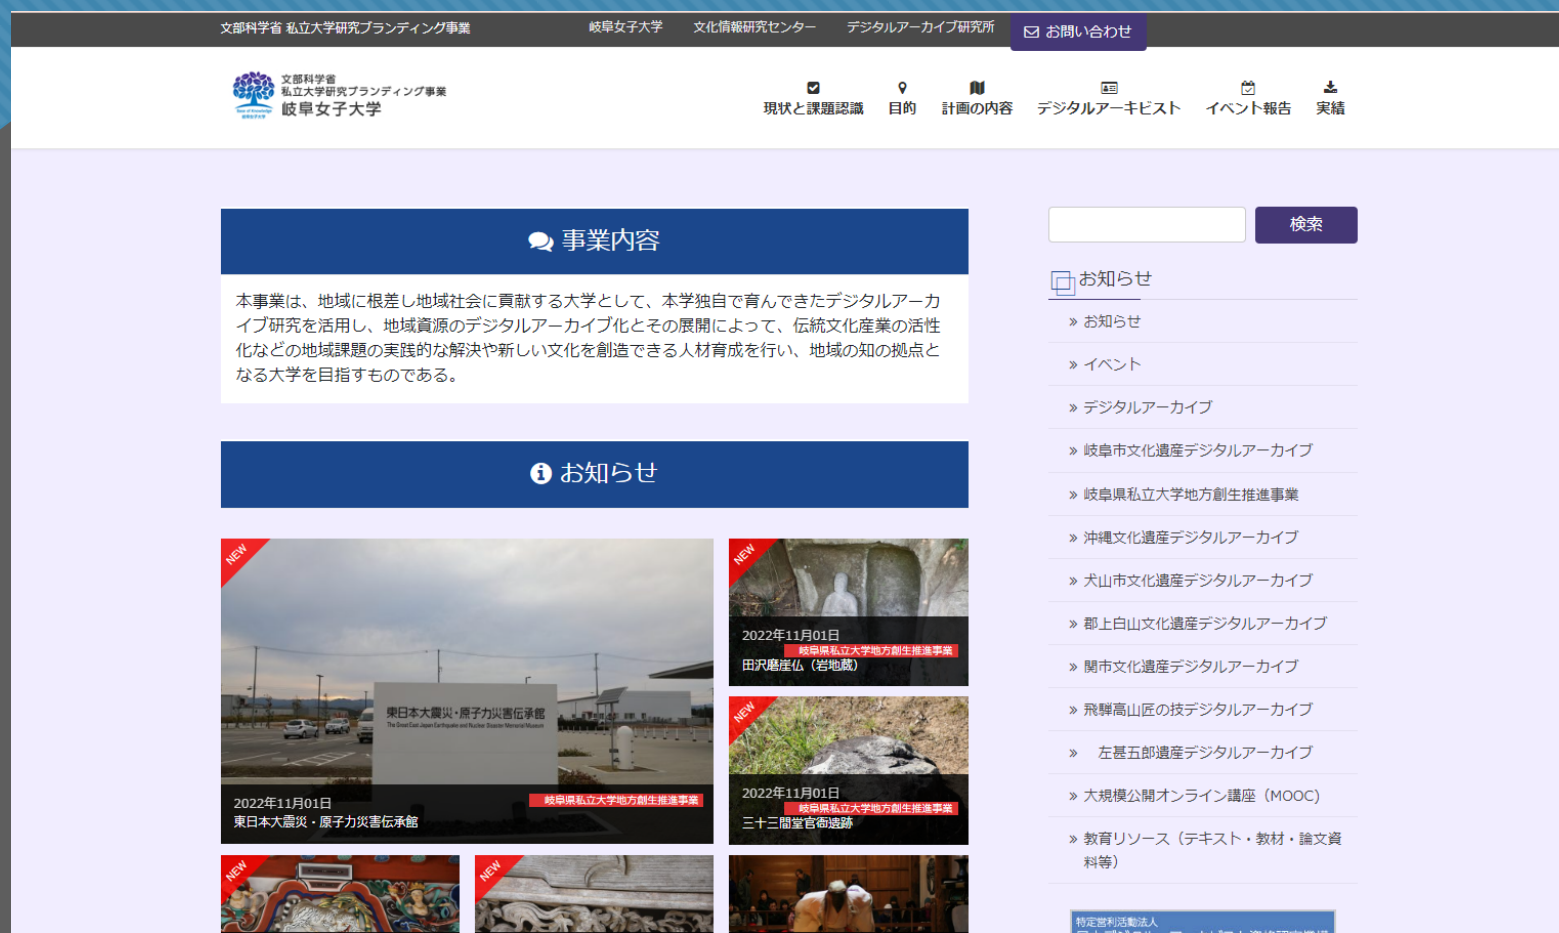 文部科学省 私立大学研究ブランディング事業
岐阜女子大学
文化情報研究センター
デジタルアーカイブ研究所
お問い合わせ
文部科学省
私立大学研究ブランディング事業
岐阜女子大学
現状と課題認識
目的
計画の内容
デジタルアーキビスト
イベント報告
実績
事業内容
本事業は、地域に根差し地域社会に貢献する大学として、本学独自で育んできたデジタルアーカ
イブ研究を活用し、地域資源のデジタルアーカイブ化とその展開によって、伝統文化産業の活性
化などの地域課題の実践的な解決や新しい文化を創造できる人材育成を行い、地域の知の拠点と
なる大学を目指すものである。
お知らせ
NEW
東日本大震災・原子力災害伝承館
The Great East Japan Earthquake and Nuclear Disaster Memorial Museum
2022年11月01日
岐阜県私立大学地方創生推進事業
東日本大震災・原子力災害伝承館
NEW
2022年11月01日
岐阜県私立大学地方創生推進事業
田沢磨崖仏（岩地蔵）
NEW
2022年11月01日
岐阜県私立大学地方創生推進事業
三十三間堂官衙遺跡
NEW
NEW
検索
お知らせ
» お知らせ
» イベント
» デジタルアーカイブ
» 岐阜市文化遺産デジタルアーカイブ
» 岐阜県私立大学地方創生推進事業
» 沖縄文化遺産デジタルアーカイブ
» 犬山市文化遺産デジタルアーカイブ
» 郡上白山文化遺産デジタルアーカイブ
» 関市文化遺産デジタルアーカイブ
» 飛騨高山匠の技デジタルアーカイブ
» 左甚五郎遺産デジタルアーカイブ
» 大規模公開オンライン講座（MOOC)
» 教育リソース（テキスト・教材・論文資
料等）
特定営利活動法人